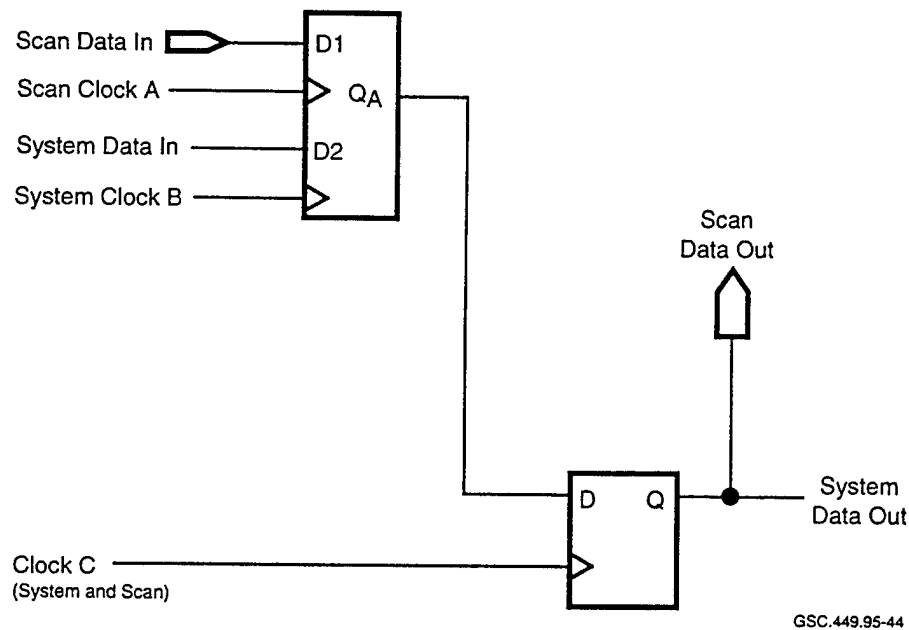 Scan Data In
D1
Scan Clock A
QA
System Data In
D2
System Clock B
Scan
Data Out
D
Q
System
Data Out
Clock C
(System and Scan)
GSC.449.95-44